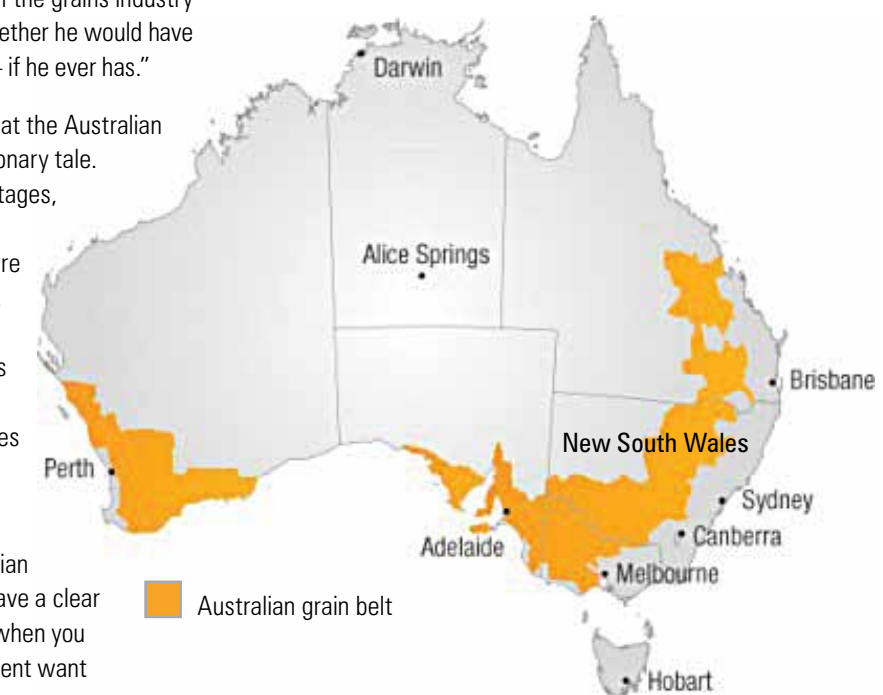 the grains industry
ether he would have
if he ever has.”
at the Australian
onary tale.
tages,
re
s
es
ian
ave a clear
when you
ent want
Darwin
Alice Springs
Brisbane
New South Wales
Perth
Sydney
Canberra
Adelaide
Melbourne
Australian grain belt
Hobart